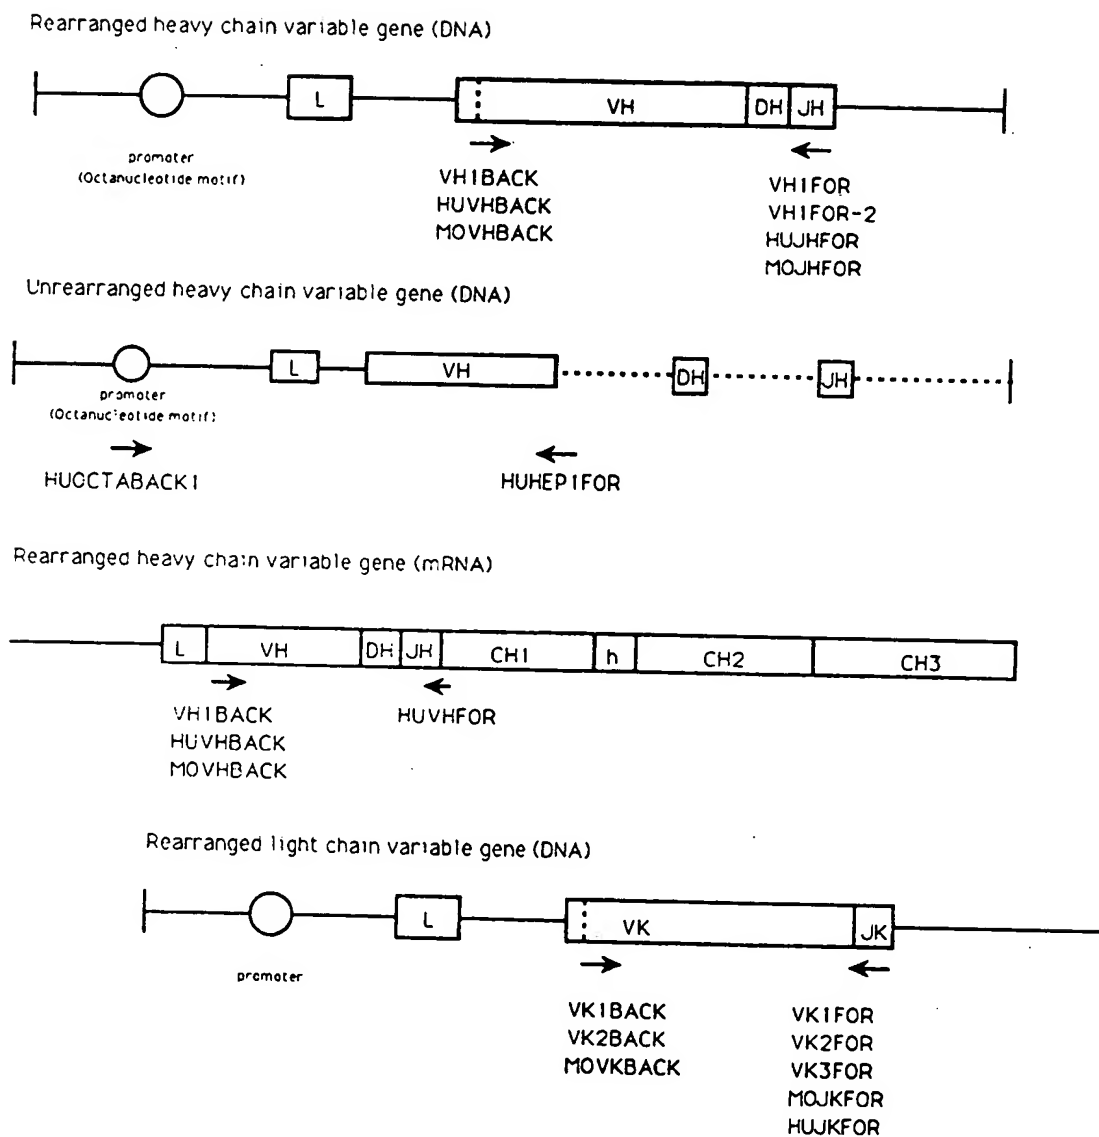 Rearranged heavy chain variable gene (DNA)
L
VH
DH
JH
promoter
(Octanucleotide motif)
VH1BACK
HUVHBACK
MOVHBACK
VH1FOR
VH1FOR-2
HUJHFOR
MOJHFOR
Unrearranged heavy chain variable gene (DNA)
L
VH
DH
JH
promoter
(Octanucleotide motif)
HUOCTABACK1
HUHEP1FOR
Rearranged heavy chain variable gene (mRNA)
L
VH
DH
JH
CH1
h
CH2
CH3
VH1BACK
HUVHBACK
MOVHBACK
HUVHFOR
Rearranged light chain variable gene (DNA)
L
VK
JK
promoter
VK1BACK
VK2BACK
MOVKBACK
VK1FOR
VK2FOR
VK3FOR
MOJKFOR
HUJKFOR